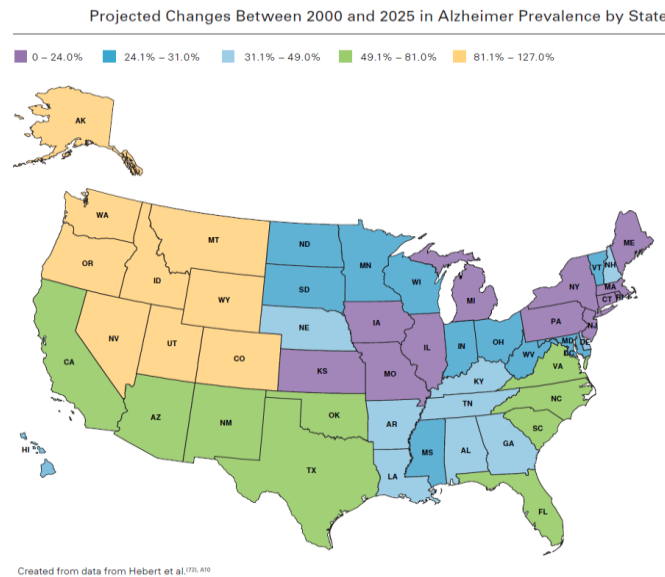 Projected Changes Between 2000 and 2025 in Alzheimer Prevalence by State
0 – 24.0% 24.1% – 31.0% 31.1% – 49.0% 49.1% – 81.0% 81.1% – 127.0%
AK
WA
MT
ND
MN
ME
OR
ID
SD
WI
VT
NH
WY
MI
NY
MA
CT
RI
NE
IA
PA
NJ
NV
UT
CO
IL
IN
OH
MD
DE
DC
WV
CA
KS
MO
KY
VA
AZ
NM
OK
AR
TN
NC
SC
TX
MS
AL
GA
HI
LA
FL
Created from data from Hebert et al.(72), A10